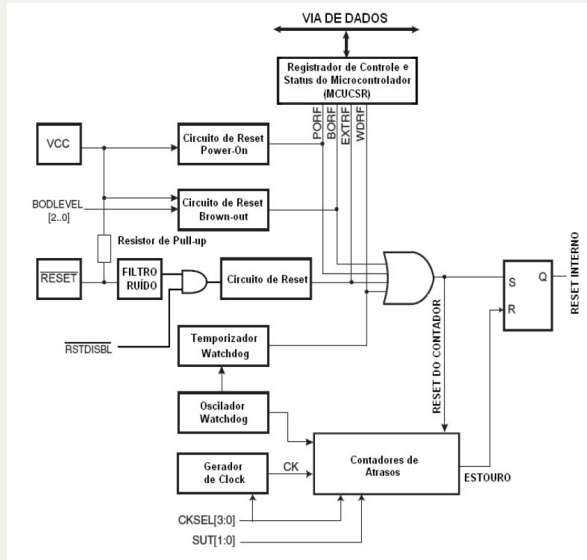 VIA DE DADOS
Registrador de Controle e
Status do Microcontrolador
(MCUCSR)
PORF
BORF
EXTRF
WDRF
VCC
Circuito de Reset
Power-On
BODLEVEL
[2..0]
Circuito de Reset
Brown-out
Resistor de Pull-up
RESET
FILTRO
RUÍDO
Circuito de Reset
RSTDISBL
S
Q
R
RESET INTERNO
Temporizador
Watchdog
RESET DO CONTADOR
Oscilador
Watchdog
Gerador
de Clock
CK
Contadores de
Atrasos
ESTOURO
CKSEL[3:0]
SUT[1:0]